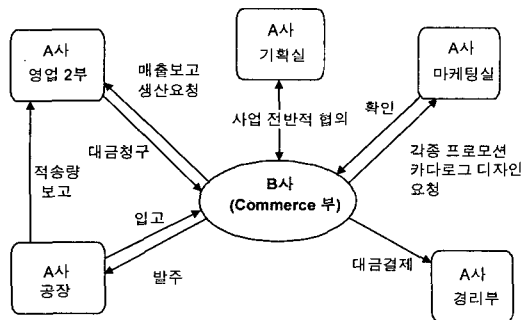 A사
영업 2부
매출보고
생산요청
A사
기획실
A사
마케팅실
확인
사업 전반적 협의
대금청구
각종 프로모션
카다로그 디자인
요청
적송량
보고
B사
(Commerce 부)
입고
발주
대금결제
A사
공장
A사
경리부